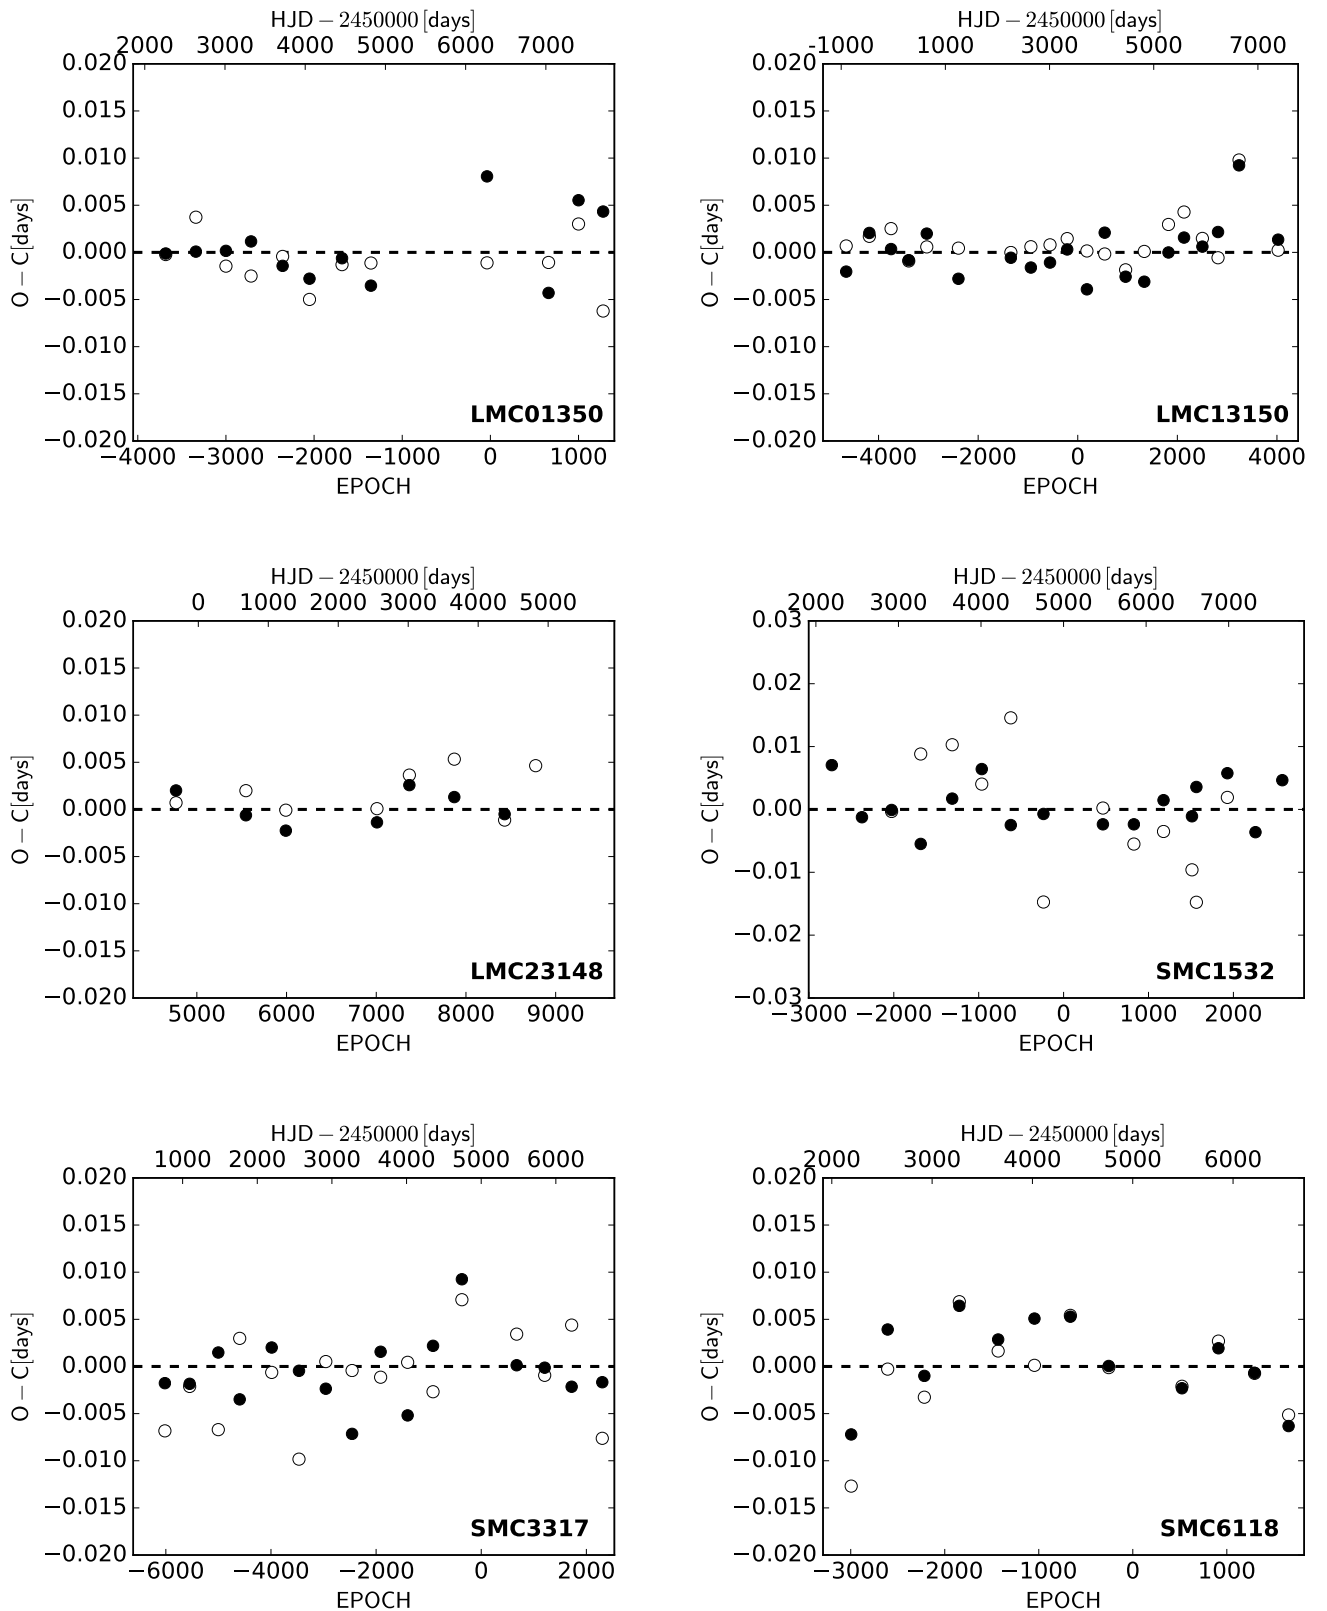 HJD − 2450000 [days]
2000 3000 4000 5000 6000 7000
0.020
0.015
0.010
0.005
0.000
−0.005
−0.010
−0.015
−0.020
O − C[days]
LMC01350
−4000 −3000 −2000 −1000 0 1000
EPOCH
HJD − 2450000 [days]
-1000 1000 3000 5000 7000
0.020
0.015
0.010
0.005
0.000
−0.005
−0.010
−0.015
−0.020
O − C[days]
LMC13150
−4000 −2000 0 2000 4000
EPOCH
HJD − 2450000 [days]
0 1000 2000 3000 4000 5000
0.020
0.015
0.010
0.005
0.000
−0.005
−0.010
−0.015
−0.020
O − C[days]
LMC23148
5000 6000 7000 8000 9000
EPOCH
HJD − 2450000 [days]
2000 3000 4000 5000 6000 7000
0.03
0.02
0.01
0.00
−0.01
−0.02
−0.03
O − C[days]
SMC1532
−3000 −2000 −1000 0 1000 2000
EPOCH
HJD − 2450000 [days]
1000 2000 3000 4000 5000 6000
0.020
0.015
0.010
0.005
0.000
−0.005
−0.010
−0.015
−0.020
O − C[days]
SMC3317
−6000 −4000 −2000 0 2000
EPOCH
HJD − 2450000 [days]
2000 3000 4000 5000 6000
0.020
0.015
0.010
0.005
0.000
−0.005
−0.010
−0.015
−0.020
O − C[days]
SMC6118
−3000 −2000 −1000 0 1000
EPOCH